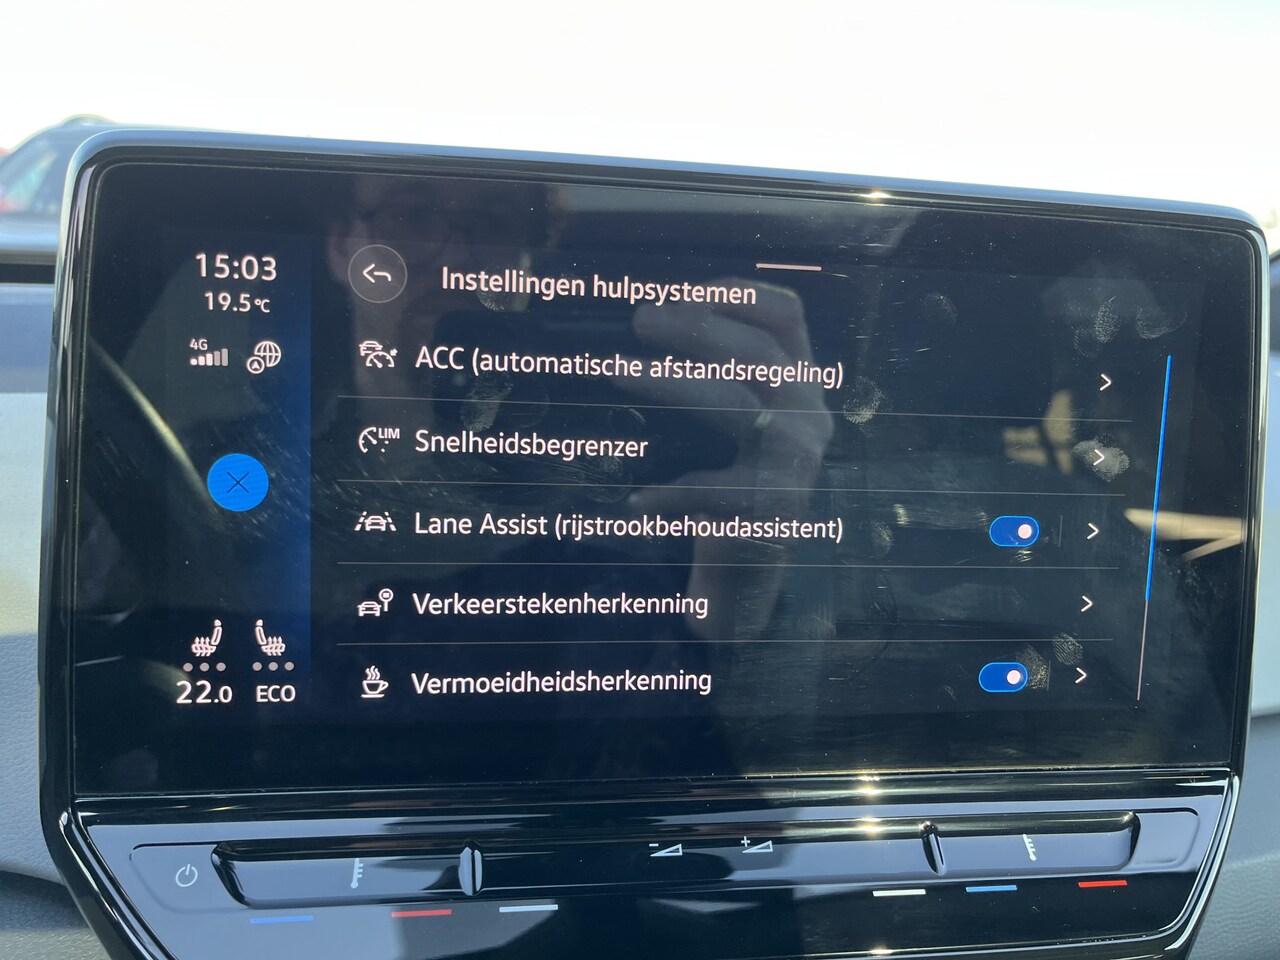 15:03
19.5°C
4G
Instellingen hulpsystemen
ACC (automatische afstandsregeling)
LIM
Snelheidsbegrenzer
Lane Assist (rijstrookbehoudassistent)
Verkeerstekenherkenning
Vermoeidheidsherkenning
22.0
ECO